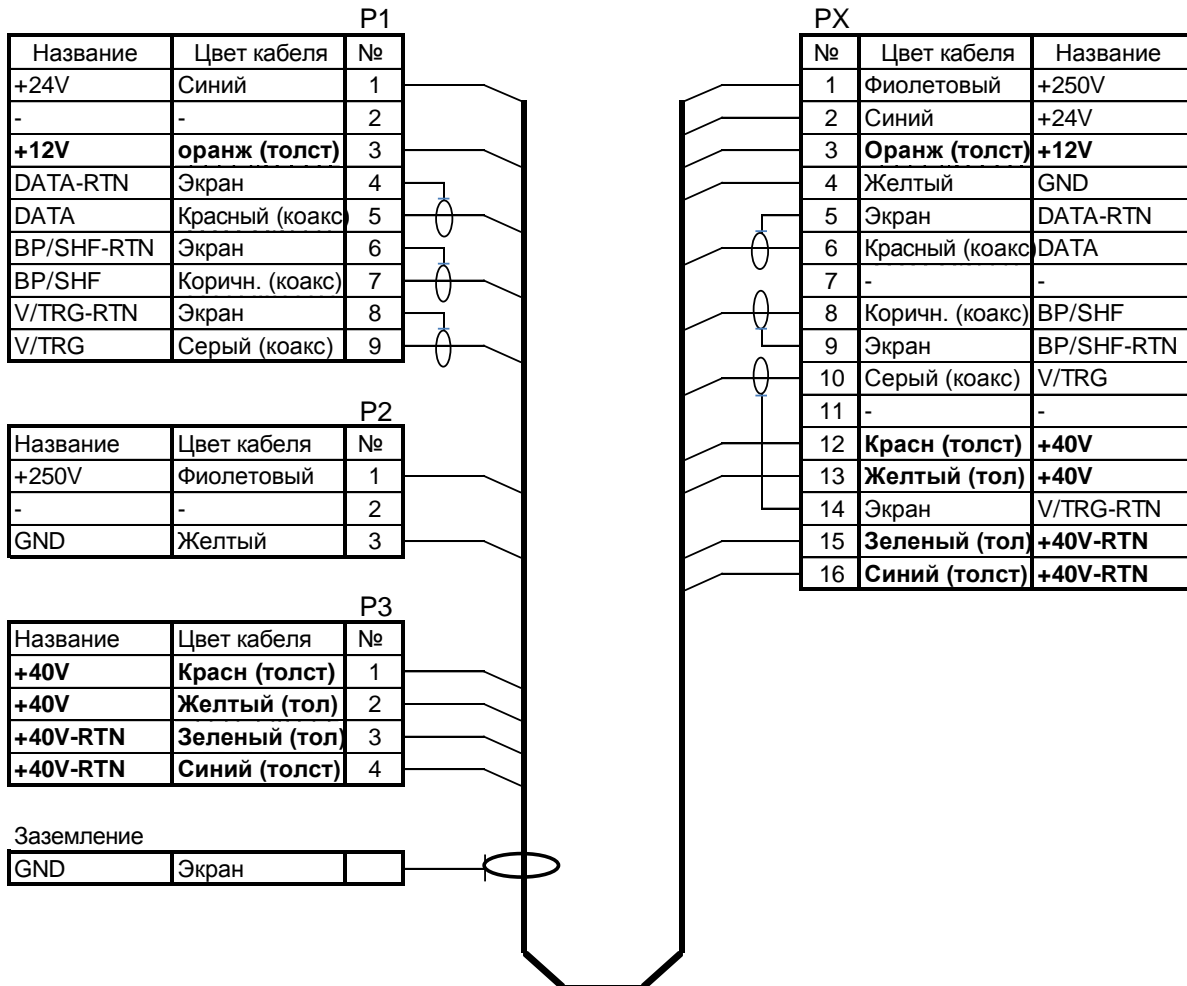 P1
Название Цвет кабеля №
+24V Синий 1
- - 2
+12V оранж (толст) 3
DATA-RTN Экран 4
DATA Красный (коакс) 5
BP/SHF-RTN Экран 6
BP/SHF Коричн. (коакс) 7
V/TRG-RTN Экран 8
V/TRG Серый (коакс) 9
P2
Название Цвет кабеля №
+250V Фиолетовый 1
- - 2
GND Желтый 3
P3
Название Цвет кабеля №
+40V Красн (толст) 1
+40V Желтый (тол) 2
+40V-RTN Зеленый (тол) 3
+40V-RTN Синий (толст) 4
Заземление
GND Экран
PX
№ Цвет кабеля Название
1 Фиолетовый +250V
2 Синий +24V
3 Оранж (толст) +12V
4 Желтый GND
5 Экран DATA-RTN
6 Красный (коакс) DATA
7 - -
8 Коричн. (коакс) BP/SHF
9 Экран BP/SHF-RTN
10 Серый (коакс) V/TRG
11 - -
12 Красн (толст) +40V
13 Желтый (тол) +40V
14 Экран V/TRG-RTN
15 Зеленый (тол) +40V-RTN
16 Синий (толст) +40V-RTN